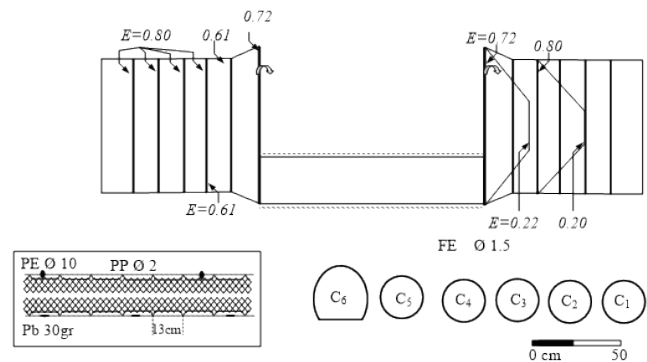 0.72
E=0.80 0.61
E=0.72
0.80
E=0.61
E=0.22 0.20
FE Ø 1.5
PE Ø 10 PP Ø 2
Pb 30gr 13cm
C6 C5 C4 C3 C2 C1
0 cm 50